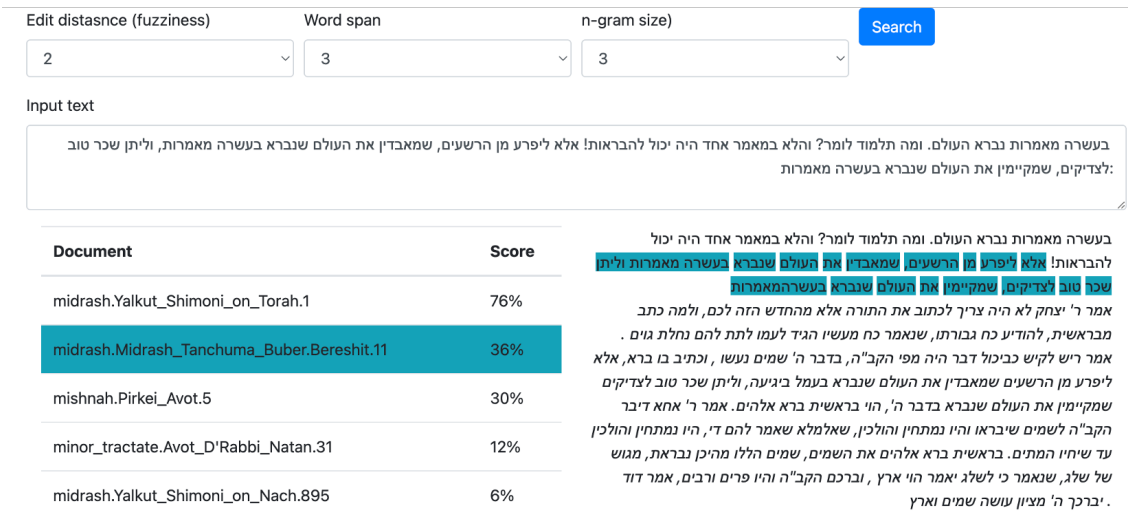 Edit distasnce (fuzziness)
Word span
n-gram size)
Search
2
3
3
Input text
בעשרה מאמרות נברא העולם. ומה תלמוד לומר? והלא במאמר אחד היה יכול להבראות! אלא ליפרע מן הרשעים, שמאבדין את העולם שנברא בעשרה מאמרות, וליתן שכר טוב
לצדיקים, שמקיימין את העולם שנברא בעשרה מאמרות:
Document Score
midrash.Yalkut_Shimoni_on_Torah.1 76%
midrash.Midrash_Tanchuma_Buber.Bereshit.11 36%
mishnah.Pirkei_Avot.5 30%
minor_tractate.Avot_D'Rabbi_Natan.31 12%
midrash.Yalkut_Shimoni_on_Nach.895 6%
בעשרה מאמרות נברא העולם. ומה תלמוד לומר? והלא במאמר אחד היה יכול
להבראות! אלא ליפרע מן הרשעים, שמאבדין את העולם שנברא בעשרה מאמרות וליתן
שכר טוב לצדיקים, שמקיימין את העולם שנברא בעשרהמאמרות
אמר ר' יצחק לא היה צריך לכתוב את התורה אלא מהחדש הזה לכם, ולמה כתב
מבראשית, להודיע כח גבורתו, שנאמר כח מעשיו הגיד לעמו לתת להם נחלת גוים .
אמר ריש לקיש כביכול דבר היה מפי הקב"ה, בדבר ה' שמים נעשו , וכתיב בו ברא, אלא
ליפרע מן הרשעים שמאבדין את העולם שנברא בעמל ביגיעה, וליתן שכר טוב לצדיקים
שמקיימין את העולם שנברא בדבר ה', הוי בראשית ברא אלהים. אמר ר' אחא דיבר
הקב"ה לשמים שיבראו והיו נמתחין והולכין, שאלמלא שאמר להם די, היו נמתחין והולכין
עד שיחיו המתים. בראשית ברא אלהים את השמים, שמים הללו מהיכן נבראת, מגוש
של שלג, שנאמר כי לשלג יאמר הוי ארץ , וברכם הקב"ה והיו פרים ורבים, אמר דוד
יברכך ה' מציון עושה שמים וארץ .